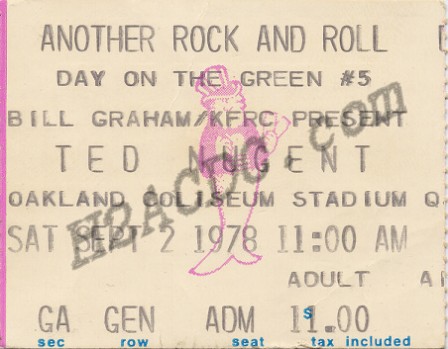 ANOTHER ROCK AND ROLL
DAY ON THE GREEN #5
BILL GRAHAM/KFRC PRESENT
TED NUGENT
OAKLAND COLISEUM STADIUM
SAT SEPT 2 1978 11:00 AM
ADULT
GA GEN ADM $11.00
sec row seat tax included
H2ACDC.com